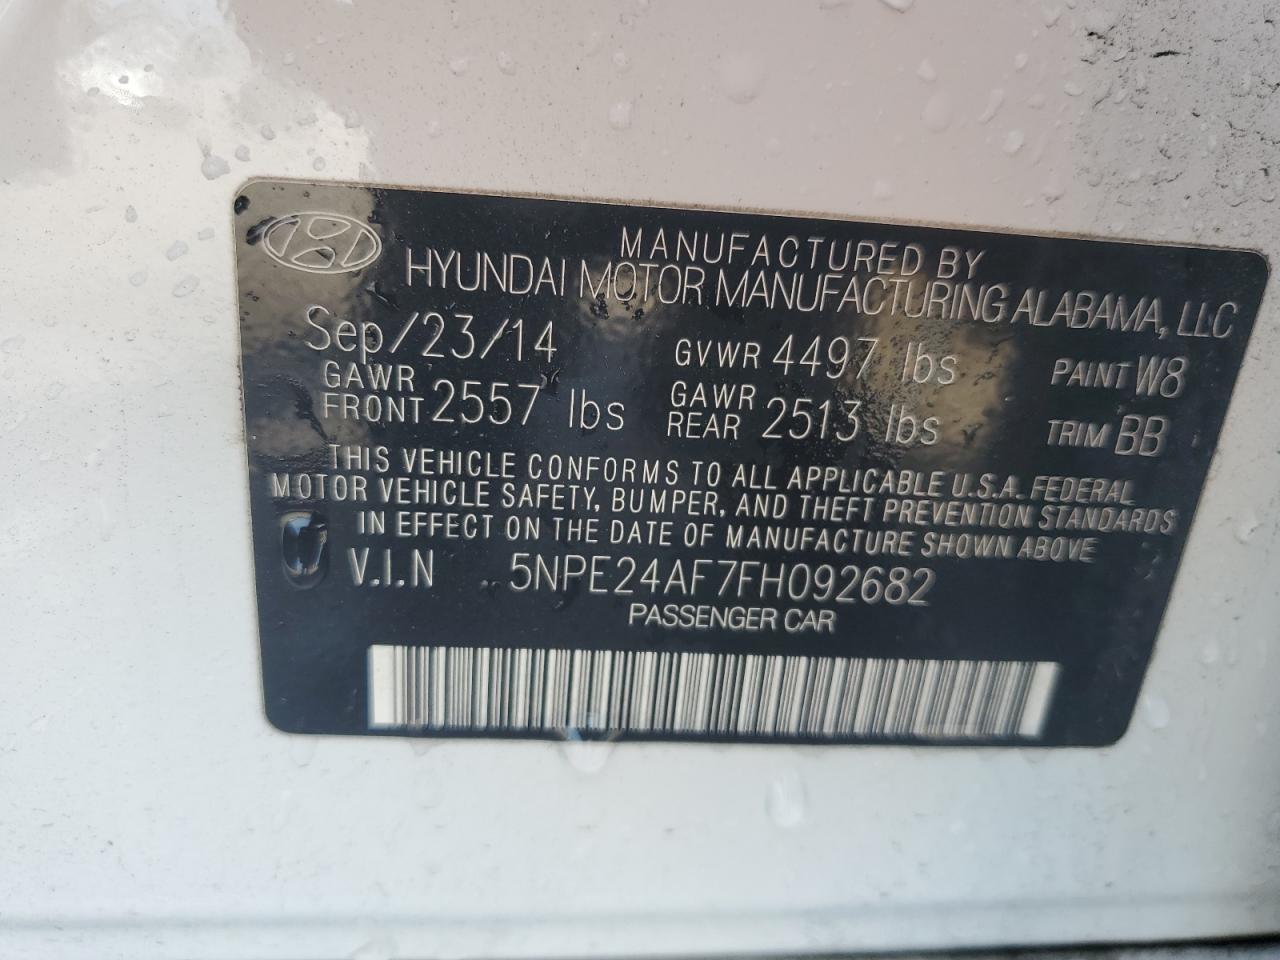 MANUFACTURED BY
HYUNDAI MOTOR MANUFACTURING ALABAMA, LLC
Sep/23/14 GVWR 4497 lbs PAINT W8
GAWR FRONT 2557 lbs GAWR REAR 2513 lbs TRIM BB
THIS VEHICLE CONFORMS TO ALL APPLICABLE U.S.A. FEDERAL
MOTOR VEHICLE SAFETY, BUMPER, AND THEFT PREVENTION STANDARDS
IN EFFECT ON THE DATE OF MANUFACTURE SHOWN ABOVE
V.I.N 5NPE24AF7FH092682
PASSENGER CAR